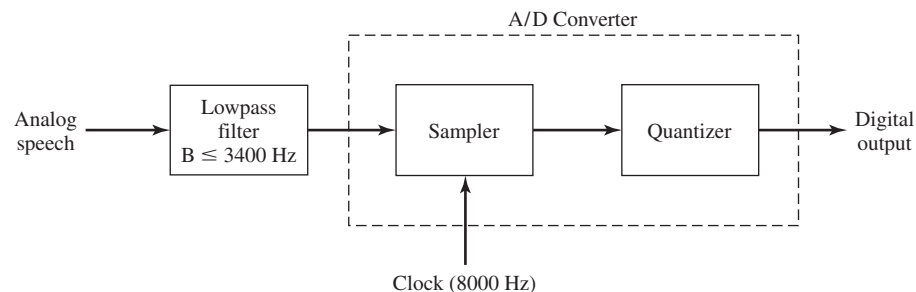 A/D Converter
Analog
speech
Lowpass
filter
B ≤ 3400 Hz
Sampler
Quantizer
Digital
output
Clock (8000 Hz)